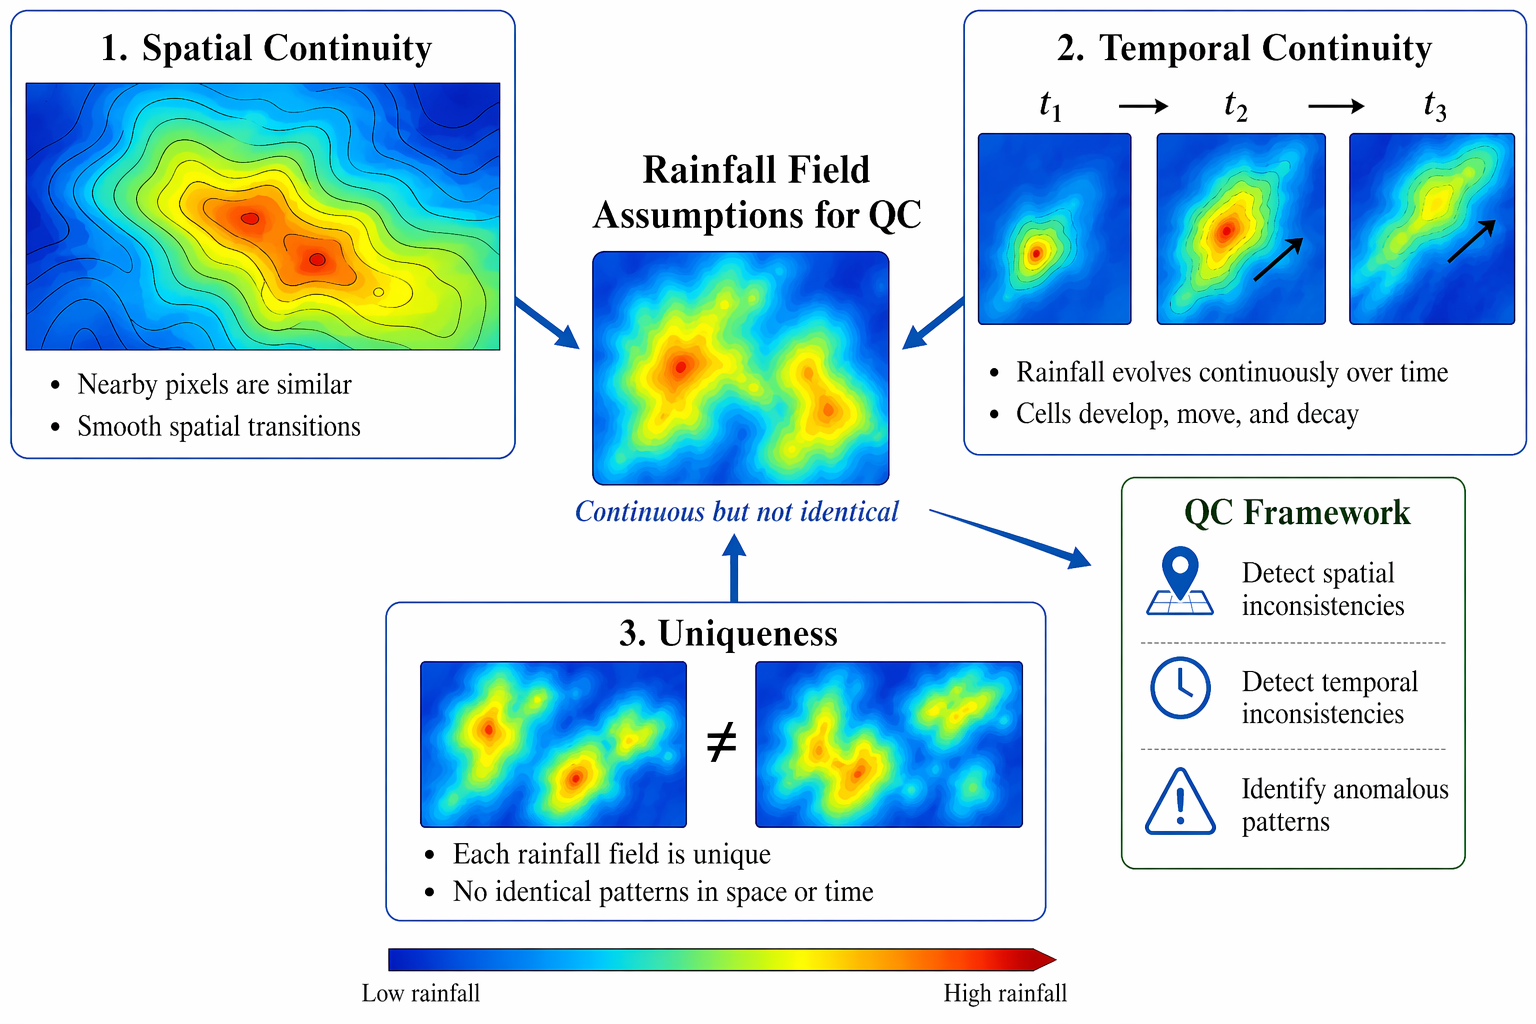 1. Spatial Continuity
• Nearby pixels are similar
• Smooth spatial transitions
Rainfall Field
Assumptions for QC
Continuous but not identical
2. Temporal Continuity
t₁ → t₂ → t₃
• Rainfall evolves continuously over time
• Cells develop, move, and decay
3. Uniqueness
≠
• Each rainfall field is unique
• No identical patterns in space or time
QC Framework
Detect spatial
inconsistencies
Detect temporal
inconsistencies
Identify anomalous
patterns
Low rainfall
High rainfall